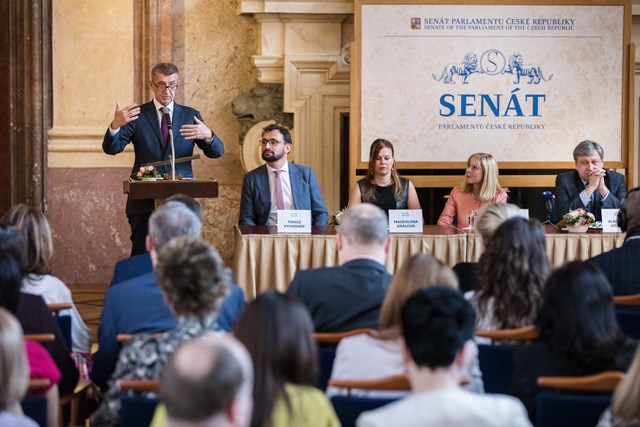 SENÁT PARLAMENTU ČESKÉ REPUBLIKY
SENATE OF THE PARLIAMENT OF THE CZECH REPUBLIC
S
SENÁT
PARLAMENTU ČESKÉ REPUBLIKY
TOMÁŠ
VYHNÁNEK
MAGDALENA
KRÁLOVÁ